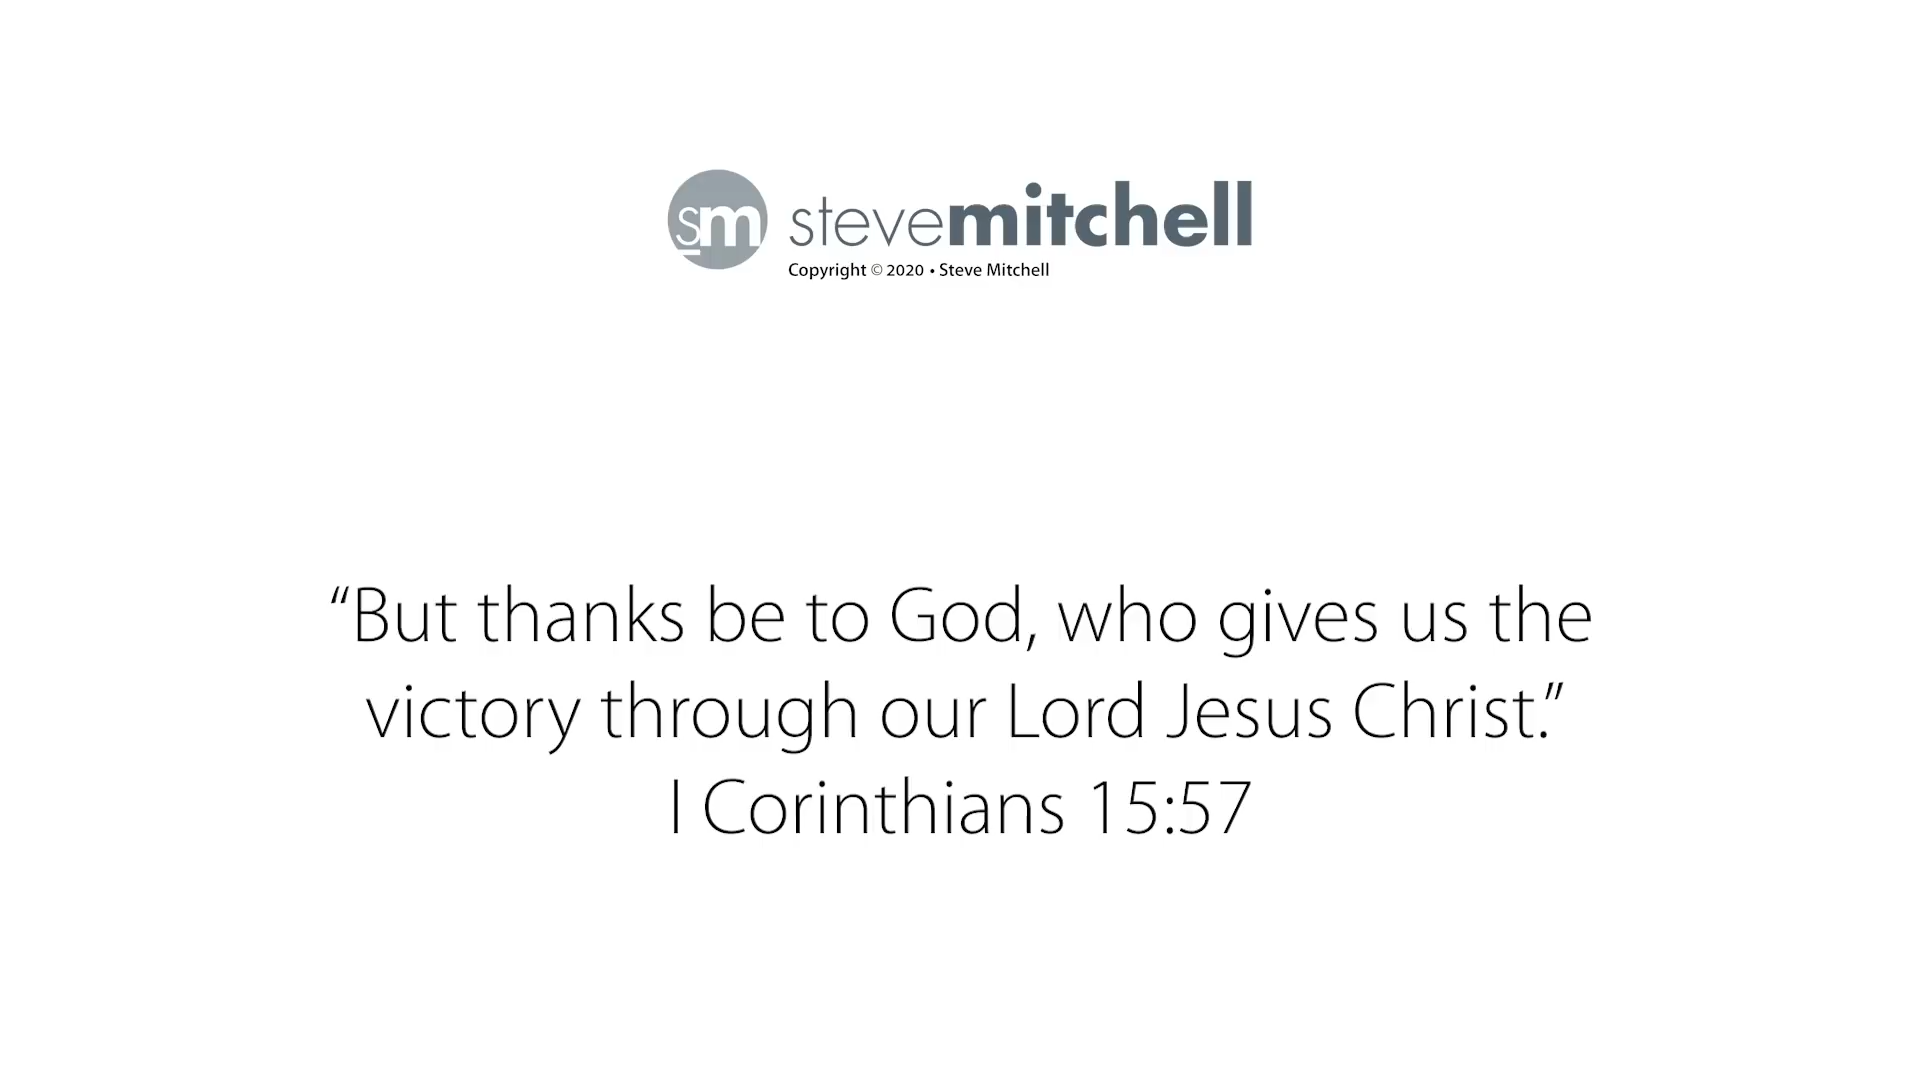 sm stevemitchell
Copyright © 2020 • Steve Mitchell
“But thanks be to God, who gives us the
victory through our Lord Jesus Christ.”
I Corinthians 15:57